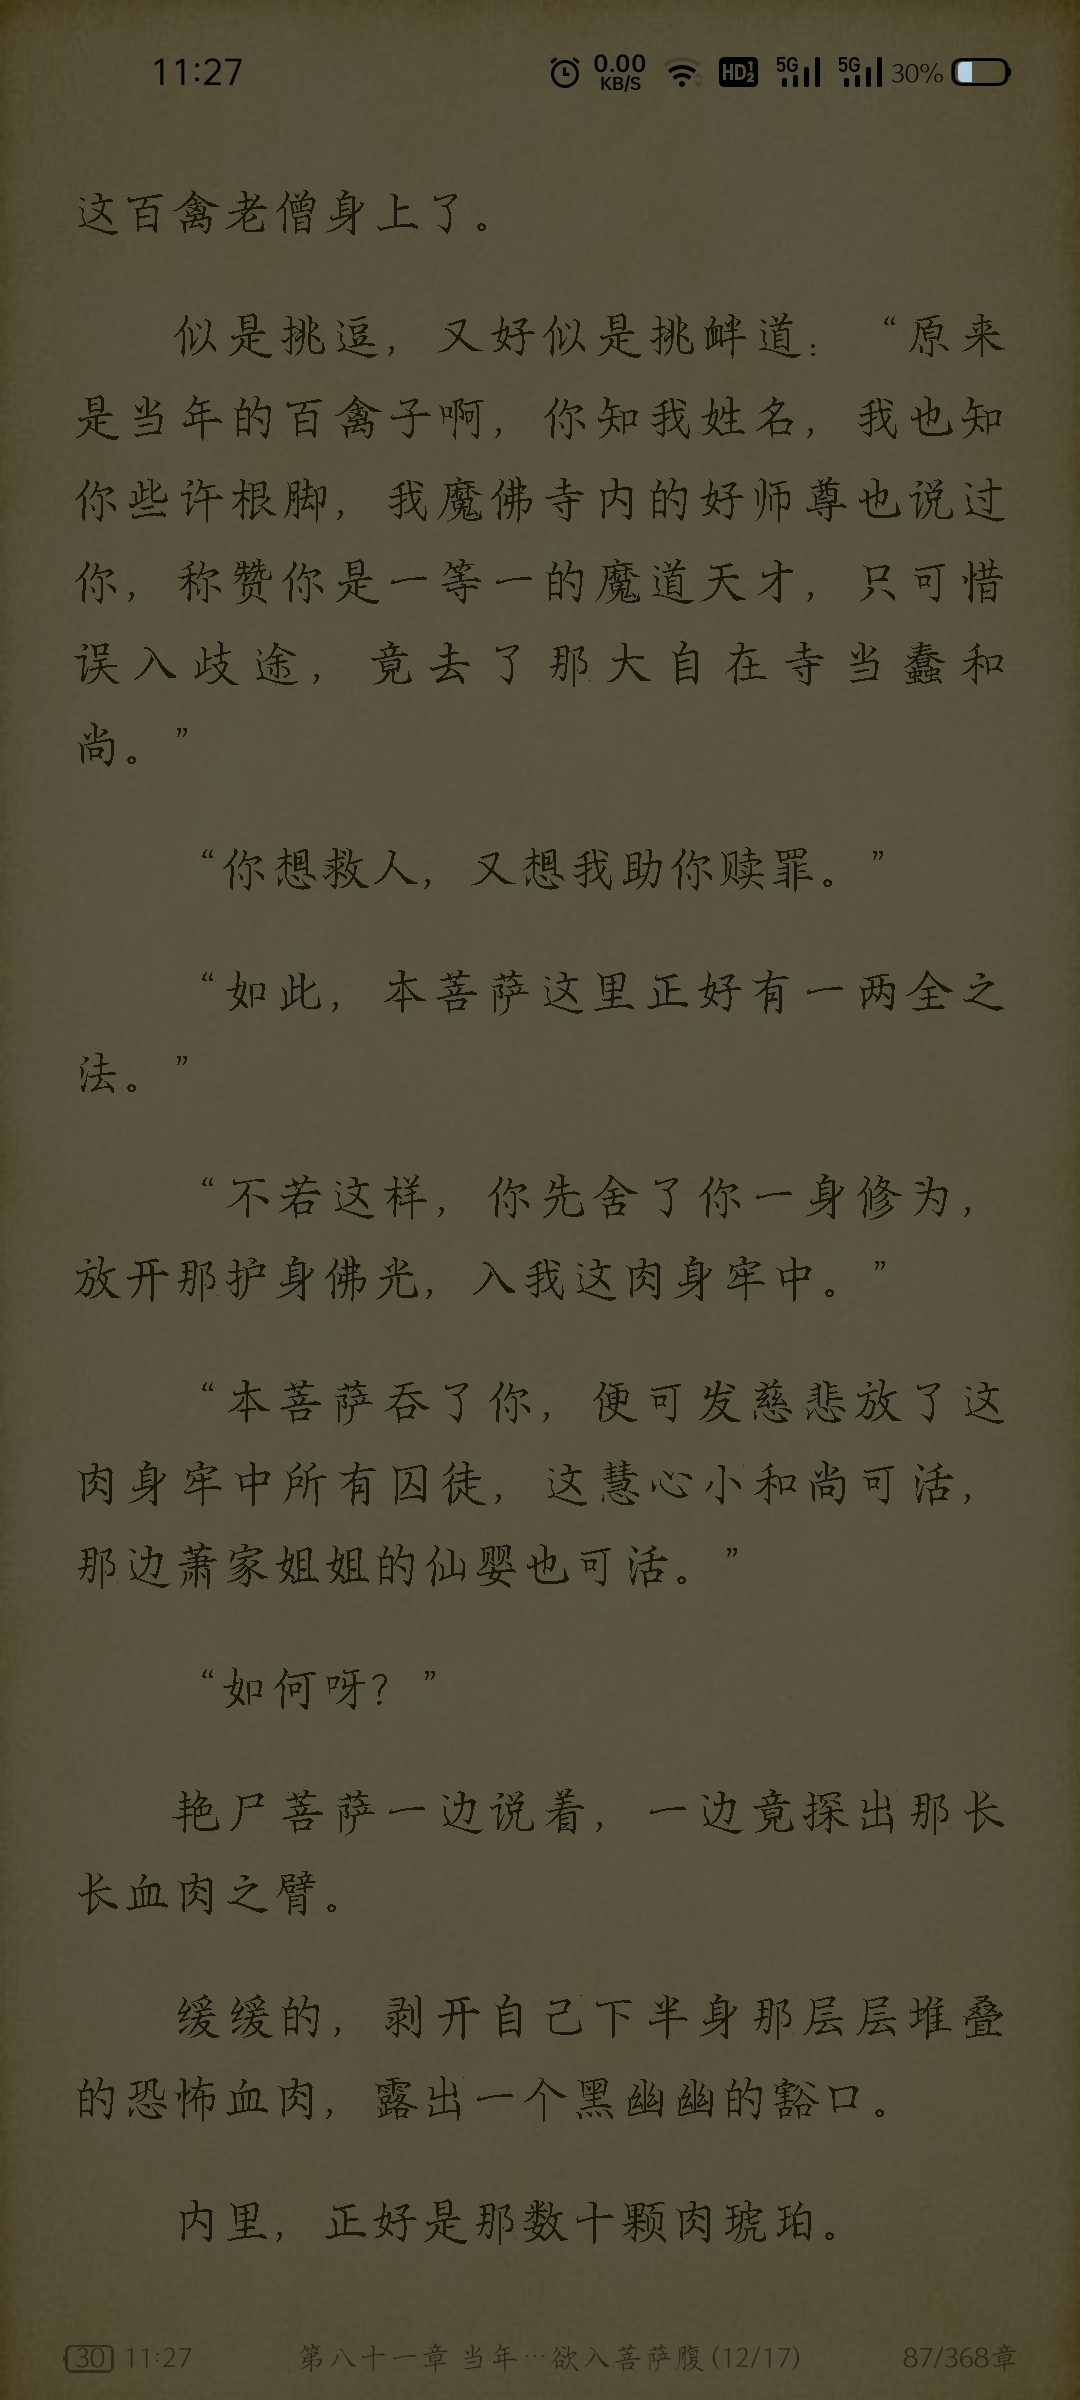 11:27 0.00 KB/S HD 1 2 5G 5G 30%
这百禽老僧身上了。
似是挑逗，又好似是挑衅道：“原来
是当年的百禽子啊，你知我姓名，我也知
你些许根脚，我魔佛寺内的好师尊也说过
你，称赞你是一等一的魔道天才，只可惜
误入歧途，竟去了那大自在寺当蠢和
尚。”
“你想救人，又想我助你赎罪。”
“如此，本菩萨这里正好有一两全之
法。”
“不若这样，你先舍了你一身修为，
放开那护身佛光，入我这肉身牢中。”
“本菩萨吞了你，便可发慈悲放了这
肉身牢中所有囚徒，这慧心小和尚可活，
那边萧家姐姐的仙婴也可活。”
“如何呀？”
艳尸菩萨一边说着，一边竟探出那长
长血肉之臂。
缓缓的，剥开自己下半身那层层堆叠
的恐怖血肉，露出一个黑幽幽的豁口。
内里，正好是那数十颗肉琥珀。
30 11:27 第八十一章 当年…欲入菩萨腹(12/17) 87/368章